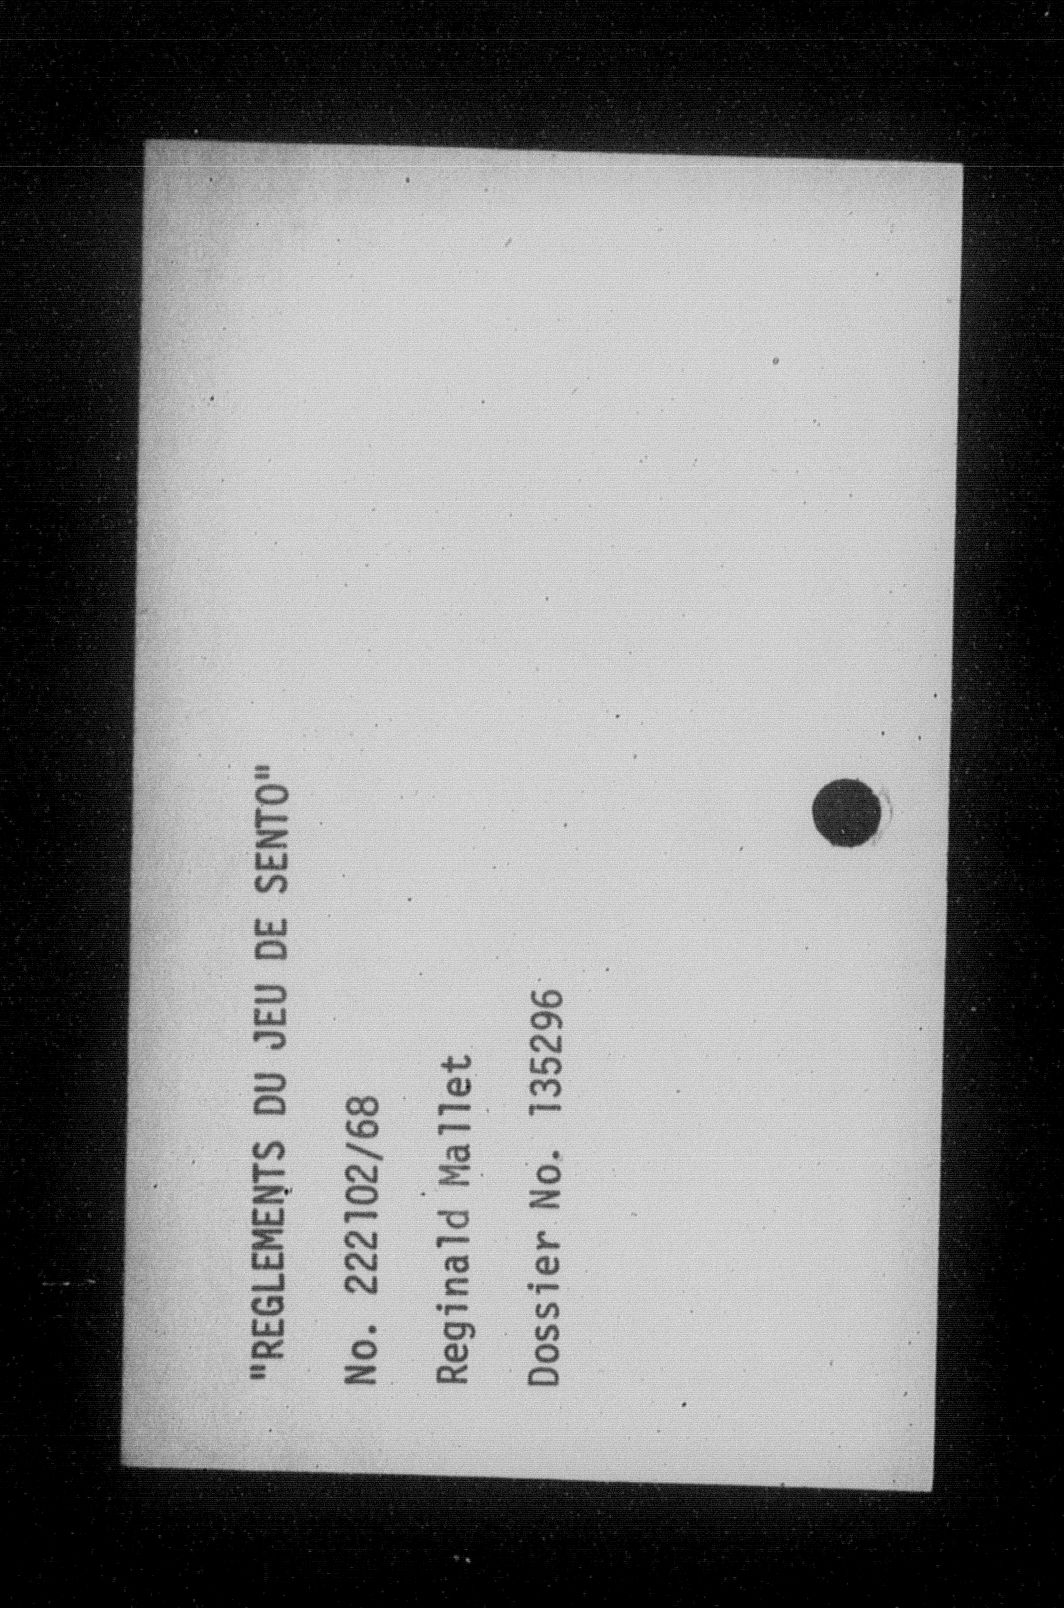 "REGLEMENTS DU JEU DE SENTO"
No. 222102/68
Reginald Mallet
Dossier No. 135296